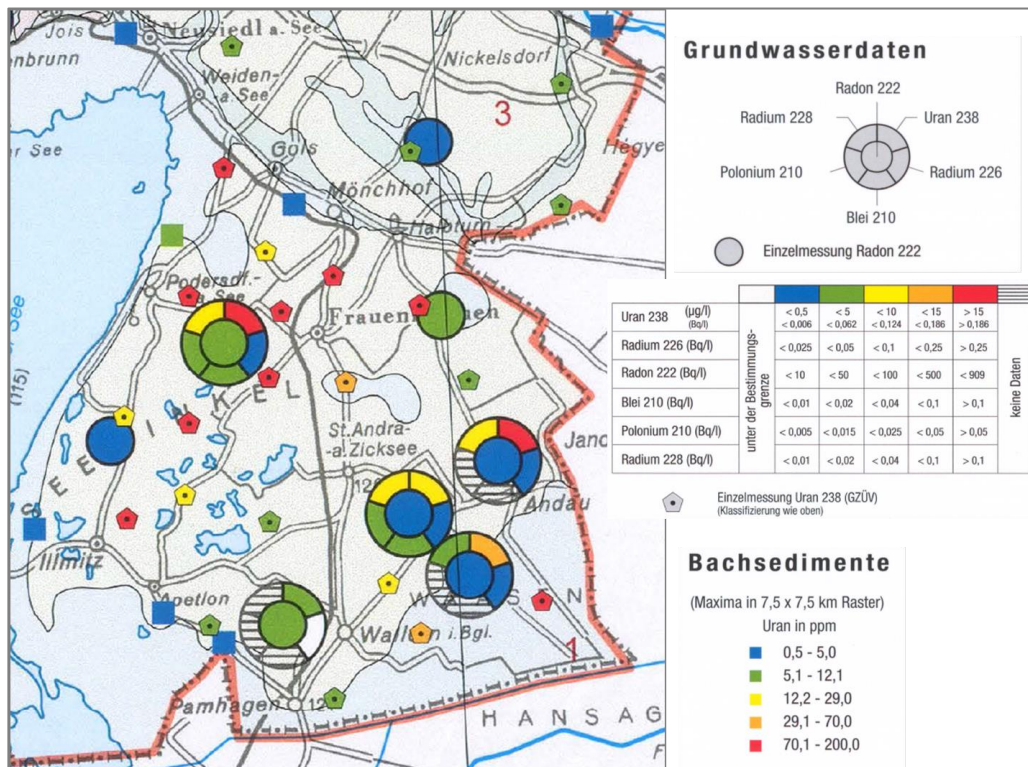 Jois
Neusiedl a. See
enbrunn
Weiden-
a. See
Nickelsdorf
3
See
Gols
Hegye
Mönchhof
Halbturn
Podersdf.-
a. See
Frauen
chen
See
(115)
S E E W I N K E L
St. Andra-
a. Zicksee
12
Jano
Andau
Illmitz
Apetlon
W A A S E N
Wallern i. Bgl.
1
Pamhagen
12
H A N S A G
F
Grundwasserdaten
Radon 222
Radium 228
Uran 238
Polonium 210
Radium 226
Blei 210
Einzelmessung Radon 222
Uran 238 (µg/l) < 0,5 < 5 < 10 < 15 > 15
(Bq/l) < 0,006 < 0,062 < 0,124 < 0,186 > 0,186
Radium 226 (Bq/l) < 0,025 < 0,05 < 0,1 < 0,25 > 0,25
Radon 222 (Bq/l) < 10 < 50 < 100 < 500 < 909
Blei 210 (Bq/l) < 0,01 < 0,02 < 0,04 < 0,1 > 0,1
Polonium 210 (Bq/l) < 0,005 < 0,015 < 0,025 < 0,05 > 0,05
Radium 228 (Bq/l) < 0,01 < 0,02 < 0,04 < 0,1 > 0,1
unter der Bestimmungs-
grenze
keine Daten
Einzelmessung Uran 238 (GZÜV)
(Klassifizierung wie oben)
Bachsedimente
(Maxima in 7,5 x 7,5 km Raster)
Uran in ppm
0,5 - 5,0
5,1 - 12,1
12,2 - 29,0
29,1 - 70,0
70,1 - 200,0